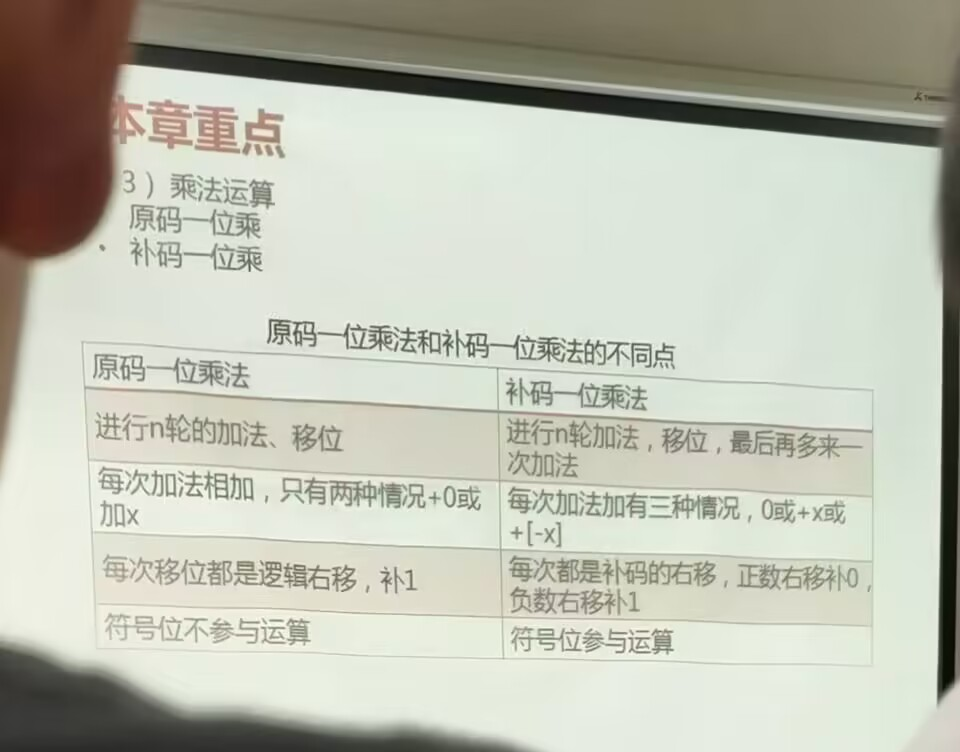 本章重点
3）乘法运算
原码一位乘
· 补码一位乘
原码一位乘法和补码一位乘法的不同点
原码一位乘法
补码一位乘法
进行n轮的加法、移位
进行n轮加法，移位，最后再多来一
次加法
每次加法相加，只有两种情况+0或
加x
每次加法加有三种情况，0或+x或
+[-x]
每次移位都是逻辑右移，补1
每次都是补码的右移，正数右移补0，
负数右移补1
符号位不参与运算
符号位参与运算